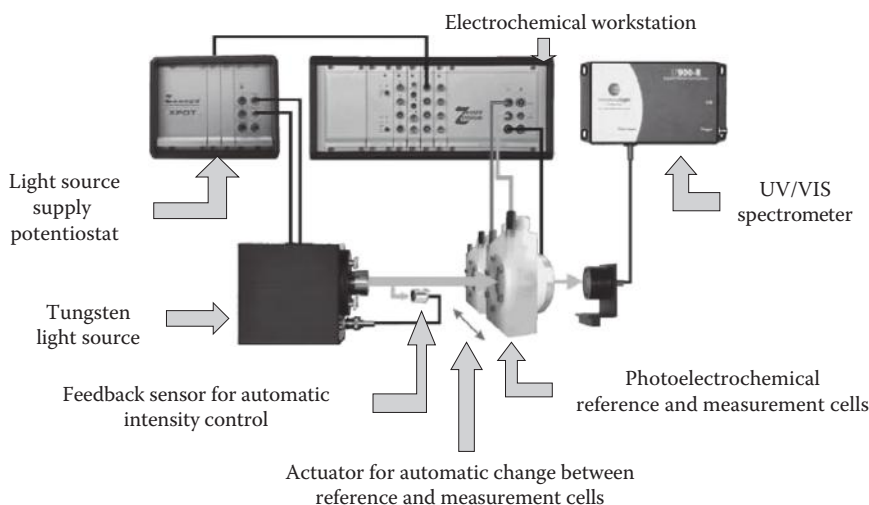 Electrochemical workstation
XPOT
Zennium
Light source
supply
potentiostat
UV/VIS
spectrometer
Tungsten
light source
Feedback sensor for automatic
intensity control
Photoelectrochemical
reference and measurement cells
Actuator for automatic change between
reference and measurement cells